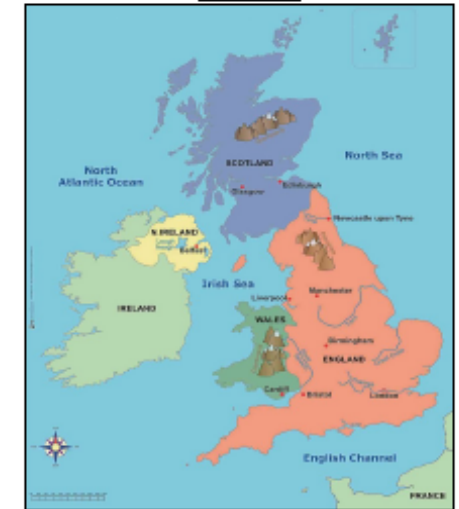 North Sea
North
Atlantic Ocean
SCOTLAND
Glasgow
Edinburgh
Newcastle upon Tyne
N IRELAND
Lough
Belfast
Irish Sea
IRELAND
Liverpool
Manchester
WALES
Birmingham
ENGLAND
Cardiff
Bristol
London
English Channel
FRANCE